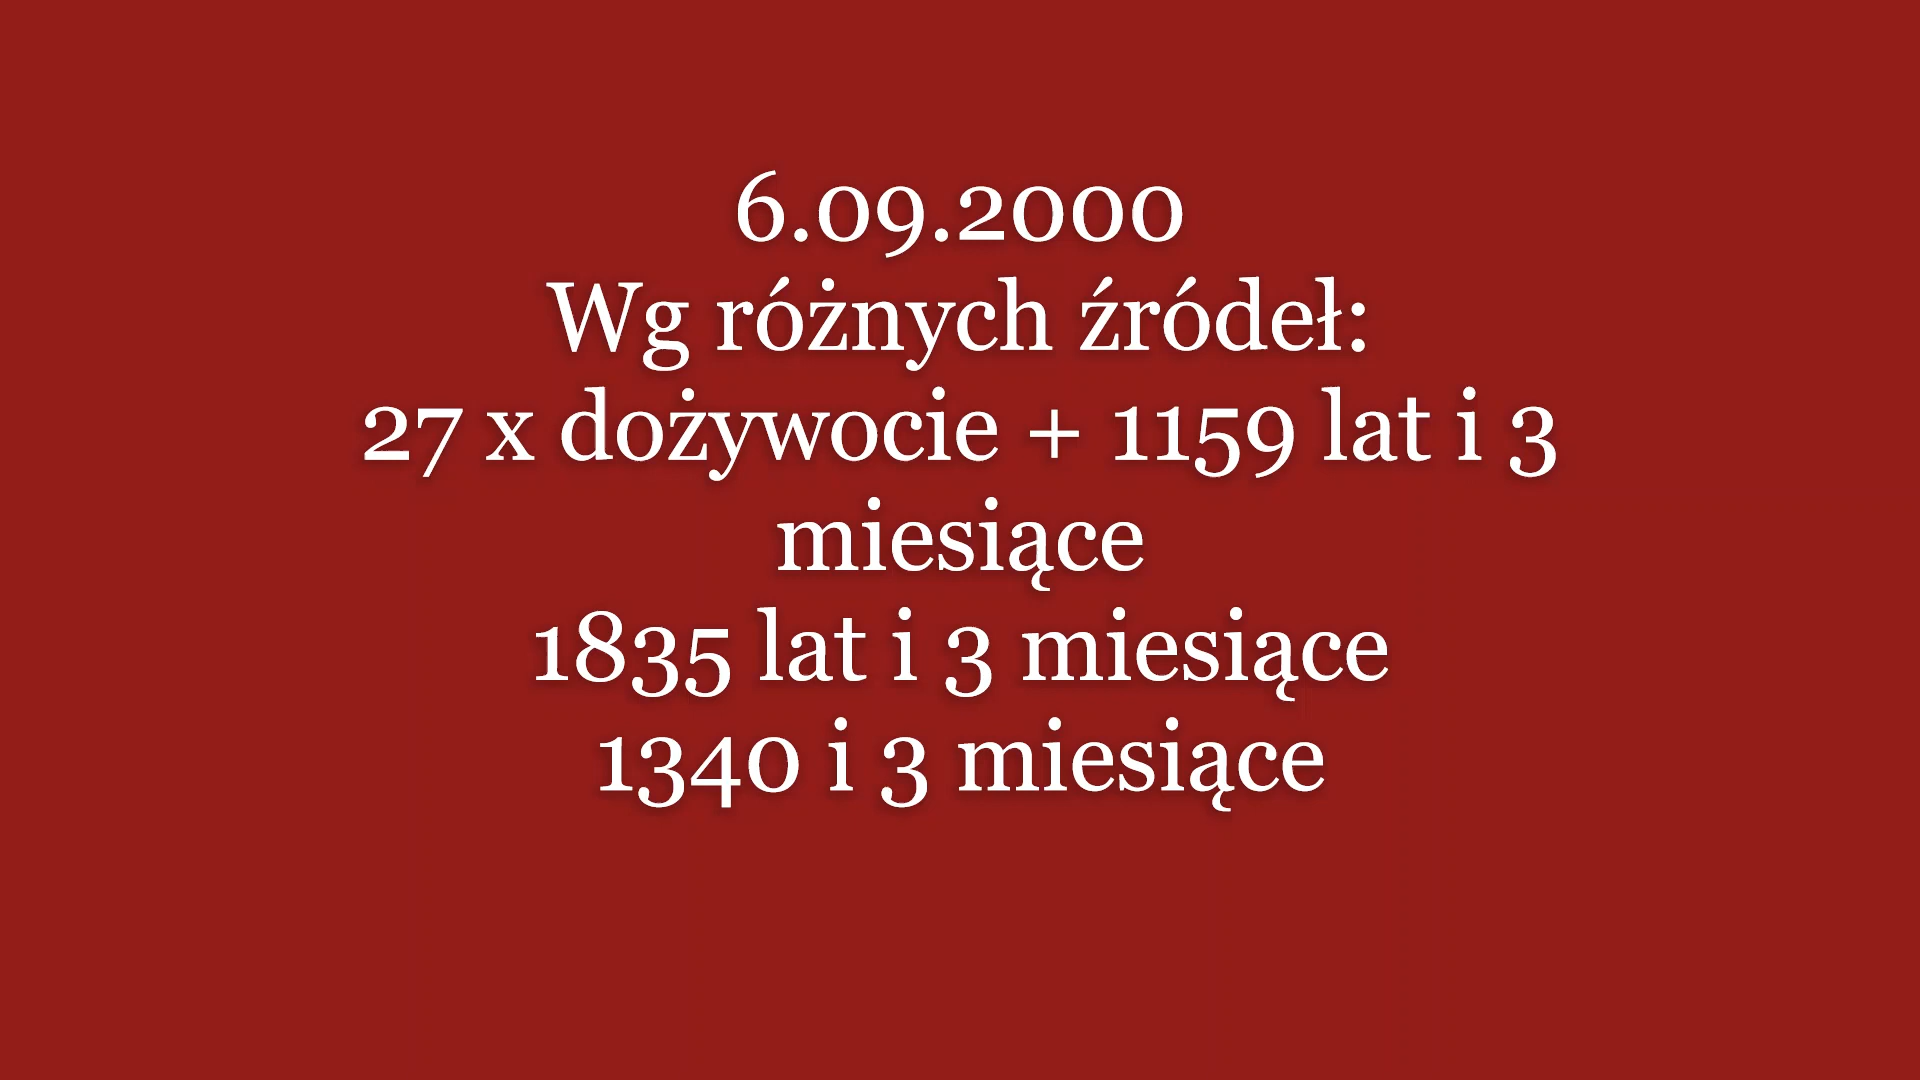 6.09.2000
Wg różnych źródeł:
27 x dożywocie + 1159 lat i 3
miesiące
1835 lat i 3 miesiące
1340 i 3 miesiące